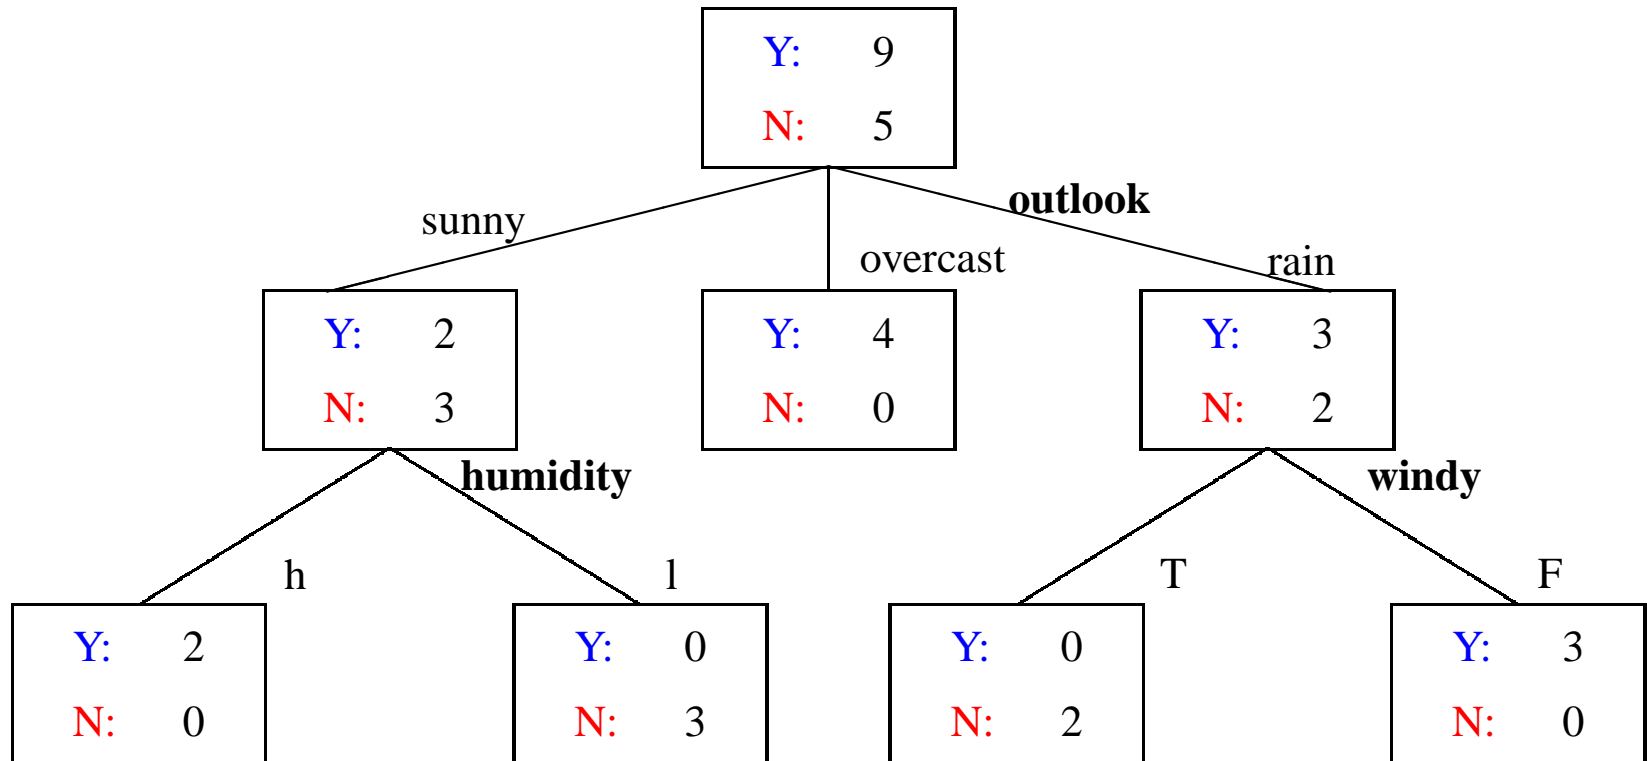 Y: 9
N: 5
outlook
sunny
overcast
rain
Y: 2
N: 3
Y: 4
N: 0
Y: 3
N: 2
humidity
windy
h
l
T
F
Y: 2
N: 0
Y: 0
N: 3
Y: 0
N: 2
Y: 3
N: 0